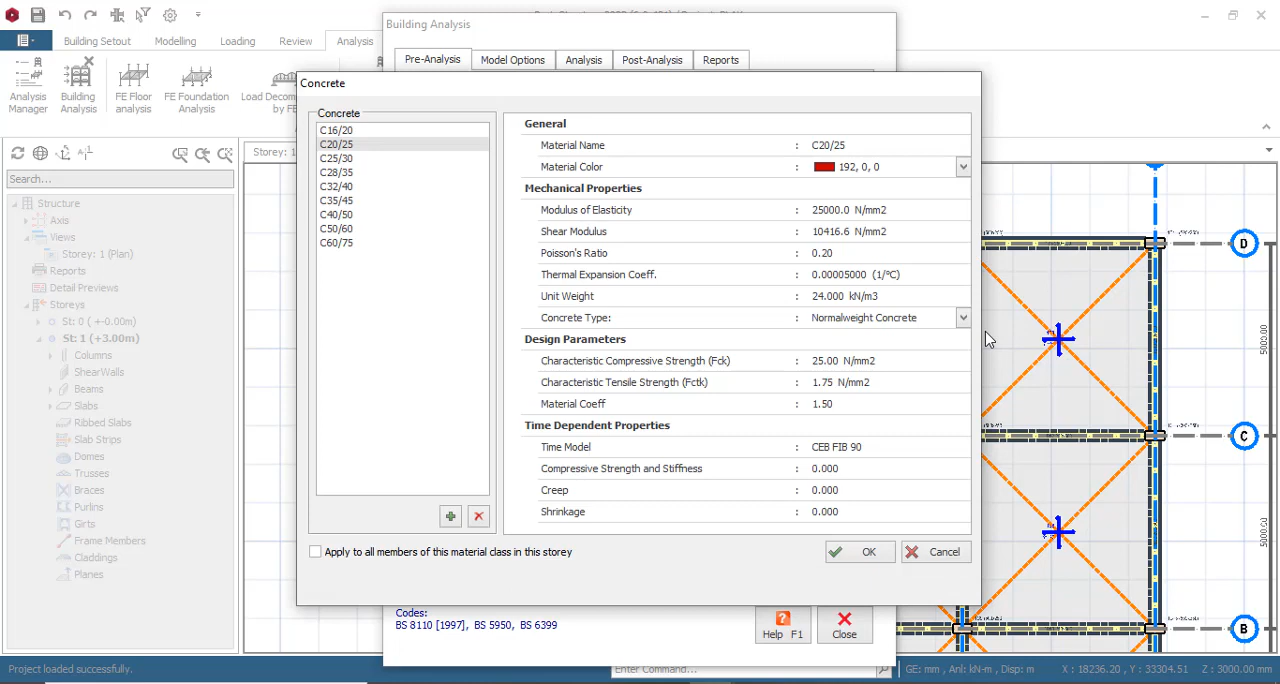 Building Analysis
Building Setout Modelling Loading Review Analysis
Pre-Analysis Model Options Analysis Post-Analysis Reports
Analysis Manager
Building Analysis
FE Floor analysis
FE Foundation Analysis
Load Decom
by FE
Storey: 1
Search...
Structure
Axis
Views
Storey: 1 (Plan)
Reports
Detail Previews
Storeys
St: 0 ( +-0.00m)
St: 1 (+3.00m)
Columns
ShearWalls
Beams
Slabs
Ribbed Slabs
Slab Strips
Domes
Trusses
Braces
Purlins
Girts
Frame Members
Claddings
Planes
Concrete
Concrete
C16/20
C20/25
C25/30
C28/35
C32/40
C35/45
C40/50
C50/60
C60/75
General
Material Name : C20/25
Material Color : 192, 0, 0
Mechanical Properties
Modulus of Elasticity : 25000.0 N/mm2
Shear Modulus : 10416.6 N/mm2
Poisson's Ratio : 0.20
Thermal Expansion Coeff. : 0.00005000 (1/°C)
Unit Weight : 24.000 kN/m3
Concrete Type: : Normalweight Concrete
Design Parameters
Characteristic Compressive Strength (Fck) : 25.00 N/mm2
Characteristic Tensile Strength (Fctk) : 1.75 N/mm2
Material Coeff : 1.50
Time Dependent Properties
Time Model : CEB FIB 90
Compressive Strength and Stiffness : 0.000
Creep : 0.000
Shrinkage : 0.000
Apply to all members of this material class in this storey
OK Cancel
Codes:
BS 8110 [1997], BS 5950, BS 6399
Help F1 Close
D
C
B
5000.00
5000.00
Project loaded successfully.
Enter Command...
GE: mm , Anl: kN-m , Disp: m
X : 18236.20 , Y : 33304.51 Z : 3000.00 mm